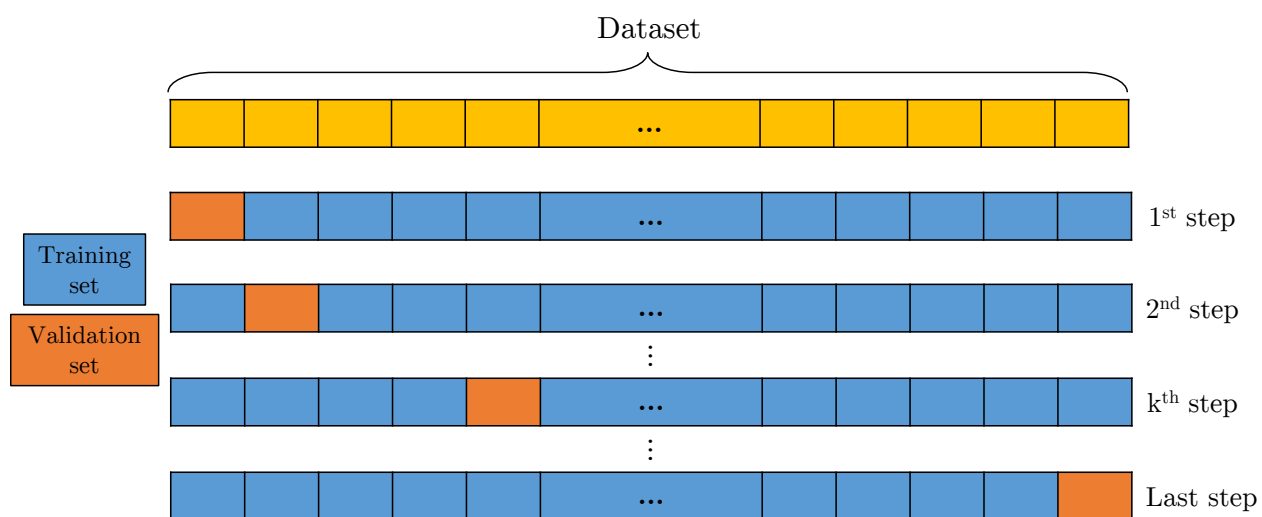 Dataset
...
... 1st step
Training
set
... 2nd step
Validation
set
⋮
... kth step
⋮
... Last step